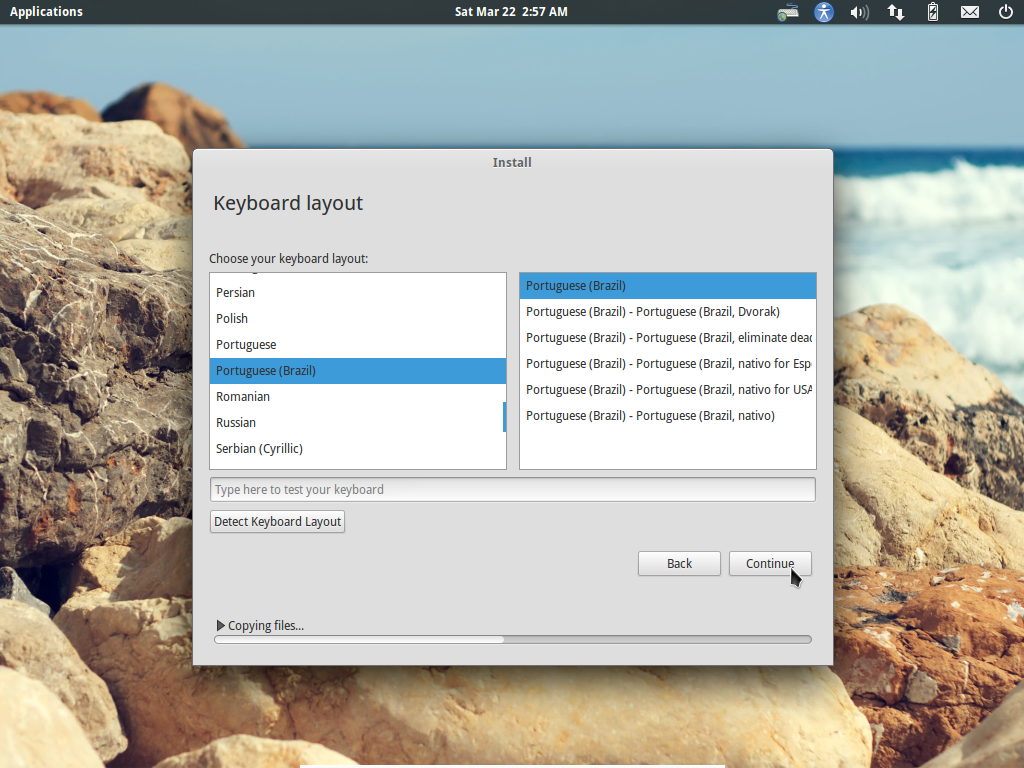 Applications
Sat Mar 22 2:57 AM
Install
Keyboard layout
Choose your keyboard layout:
Persian
Polish
Portuguese
Portuguese (Brazil)
Romanian
Russian
Serbian (Cyrillic)
Portuguese (Brazil)
Portuguese (Brazil) - Portuguese (Brazil, Dvorak)
Portuguese (Brazil) - Portuguese (Brazil, eliminate dead
Portuguese (Brazil) - Portuguese (Brazil, nativo for Esp
Portuguese (Brazil) - Portuguese (Brazil, nativo for USA
Portuguese (Brazil) - Portuguese (Brazil, nativo)
Type here to test your keyboard
Detect Keyboard Layout
Back
Continue
Copying files...